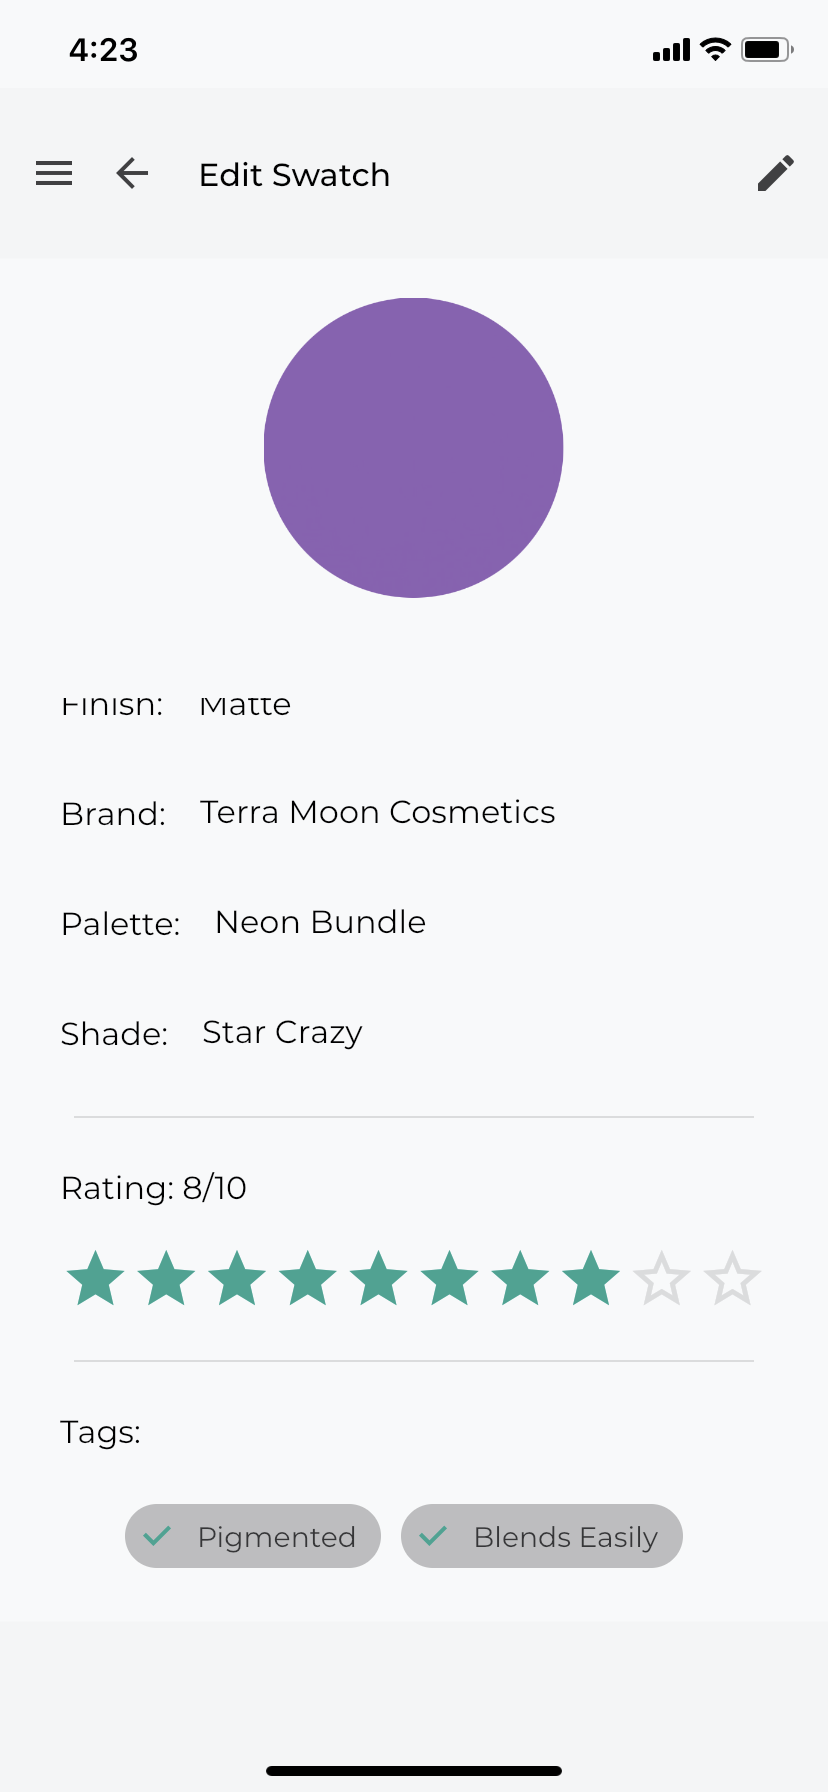 4:23
Edit Swatch
Finish: Matte
Brand: Terra Moon Cosmetics
Palette: Neon Bundle
Shade: Star Crazy
Rating: 8/10
Tags:
Pigmented Blends Easily